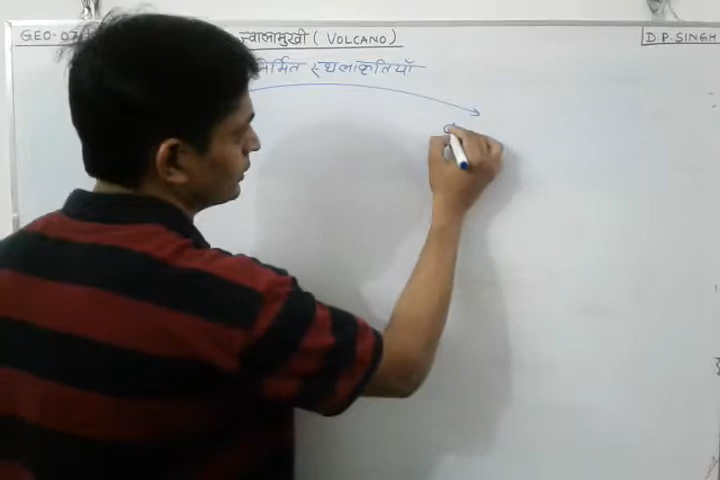 GEO-07 ज्वालामुखी (VOLCANO) D.P. SINGH
निर्मित स्थलाकृतियाँ